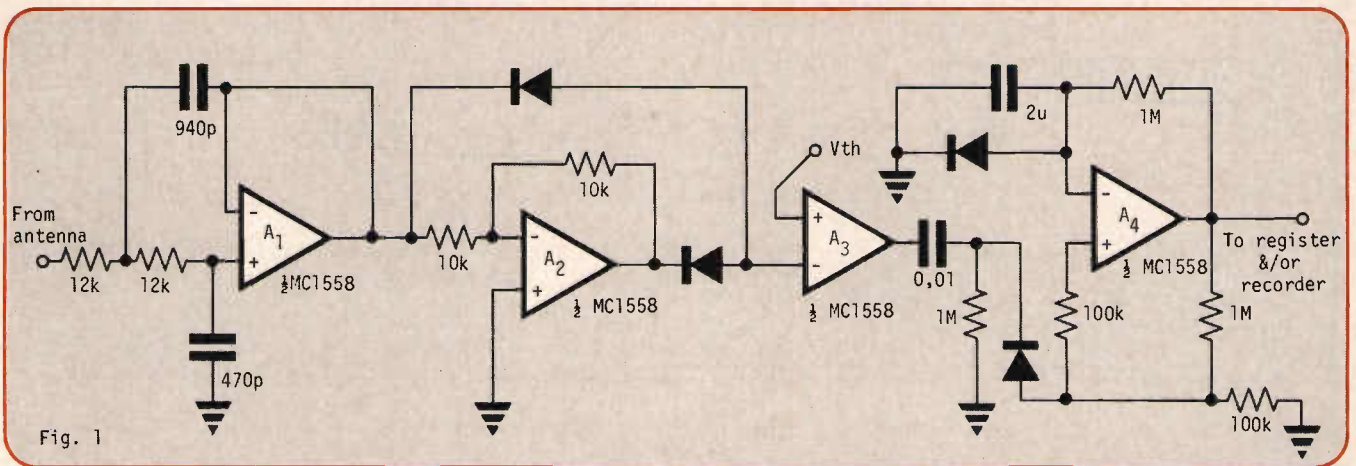 940p
2u
1M
Vth
10k
From
antenna
12k
12k
-
+
A1
½MC1558
10k
-
+
A2
½ MC1558
+
-
A3
½ MC1558
0,01
1M
100k
-
+
A4
½ MC1558
To register
&/or
recorder
1M
470p
100k
Fig. 1